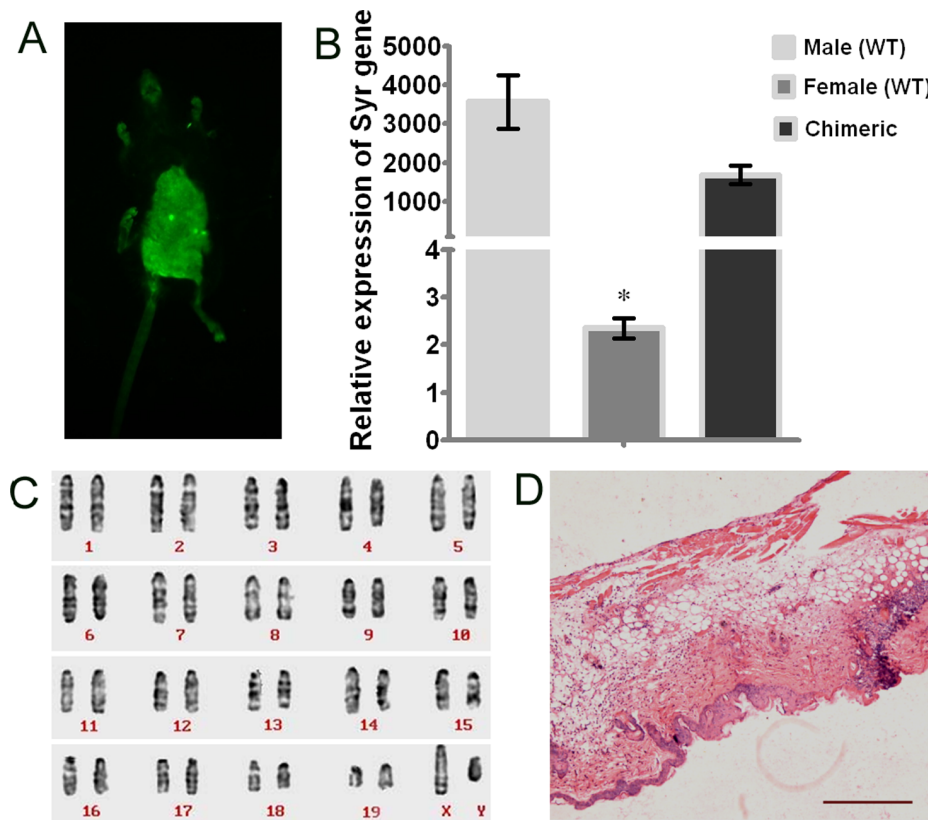 A
B
Relative expression of Syr gene
5000
4000
3000
2000
1000
4
3
2
1
0
*
Male (WT)
Female (WT)
Chimeric
C
1 2 3 4 5
6 7 8 9 10
11 12 13 14 15
16 17 18 19 X Y
D